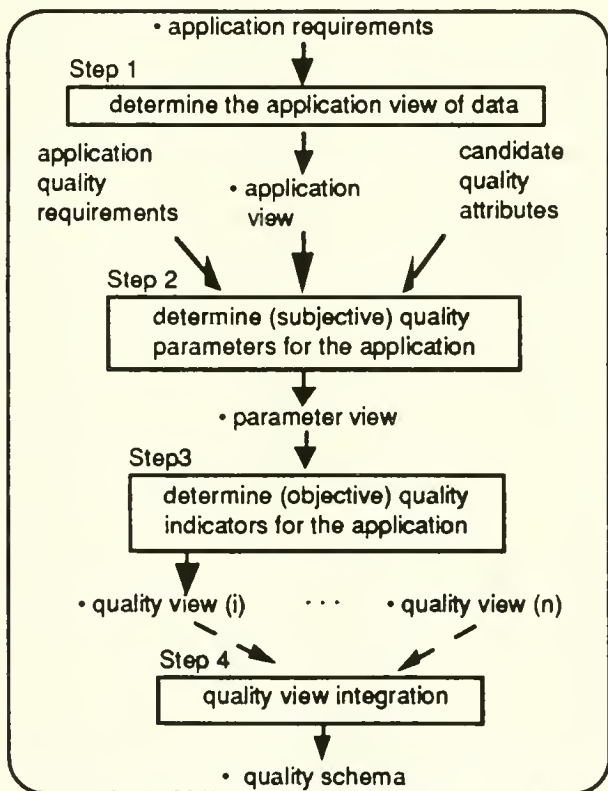 • application requirements
Step 1
determine the application view of data
application
quality
requirements
• application
view
candidate
quality
attributes
Step 2
determine (subjective) quality
parameters for the application
• parameter view
Step3
determine (objective) quality
indicators for the application
• quality view (i) ... • quality view (n)
Step 4
quality view integration
• quality schema